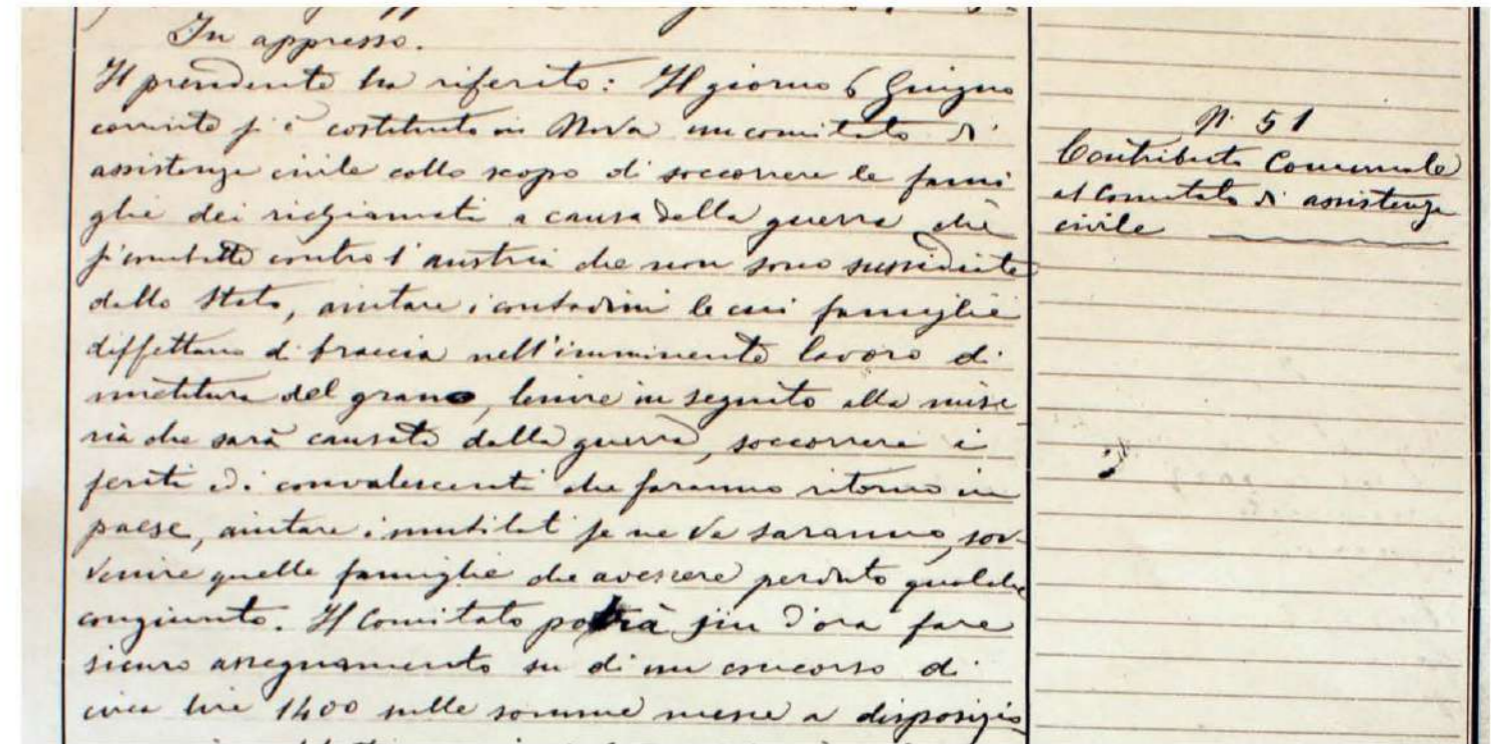 In appresso.
Il presidente ha riferito: Il giorno 6 Giugno
corrente si è costituito in Nova un comitato di
assistenza civile collo scopo di soccorrere le fami
glie dei richiamati a causa della guerra che
si combatte contro l'austria che non sono sussidiate
dallo Stato, aiutare i contadini le cui famiglie
diffettano di braccia nell'imminente lavoro di
mietitura del grano, lenire in seguito alla mise
ria che sarà causata dalla guerra, soccorrere i
feriti ed i convalescenti che faranno ritorno in
paese, aiutare i mutilati se ne ve saranno, sov-
venire quelle famiglie che avessere perduto qualche
congiunto. Il Comitato potrà fin d'ora fare
sicuro assegnamento su di un concorso di
circa lire 1400 sulle somme messe a disposizio
N. 51
Contributo Comunale
al Comitato di assistenza
civile